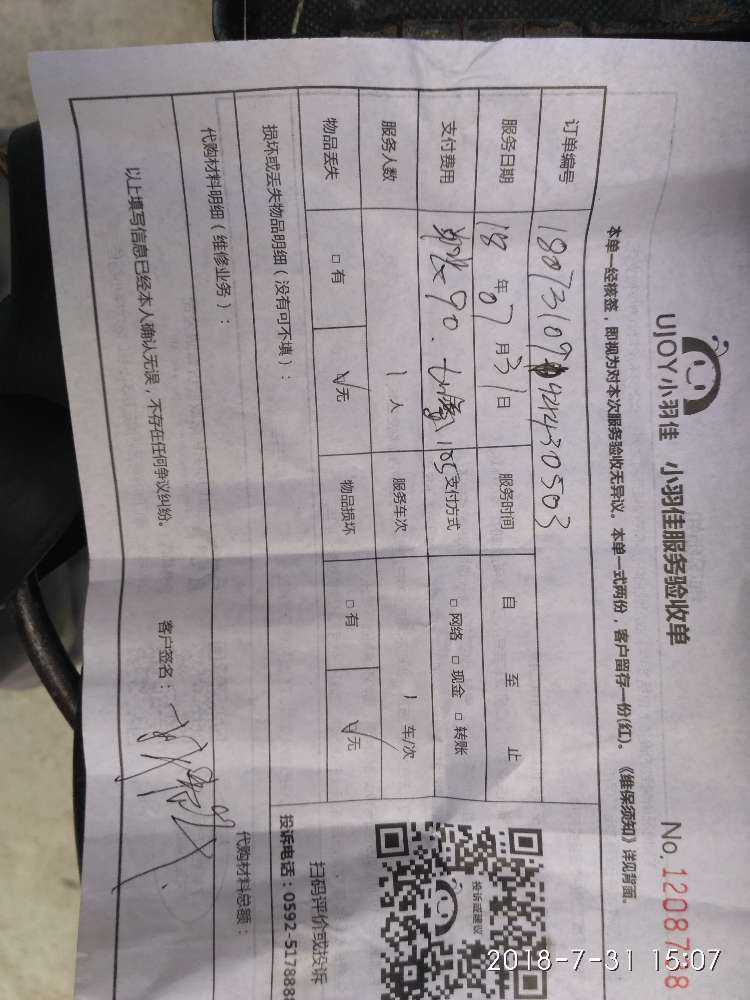 UJOY小羽佳 小羽佳服务验收单
No.
本单一经核签，即视为对本次服务验收无异议。本单一式两份，客户留存一份(红)。《维保须知》详见背面。
订单编号
服务日期 18 年 07 月 31 日 服务时间 自 至 止
支付费用 90. 105 支付方式 □ 网络 □ 现金 □ 转账
服务人数 1 人 服务车次 1 车/次
物品丢失 □ 有 √无 物品损坏 □ 有 √无
损坏或丢失物品明细（没有可不填）：
代购材料明细（维修业务）：
代购材料总额：
以上填写信息已经本人确认无误，不存在任何争议纠纷。
客户签名：
投诉或建议
扫码评价或投诉
投诉电话：0592-5178888
2018-7-31 15:07